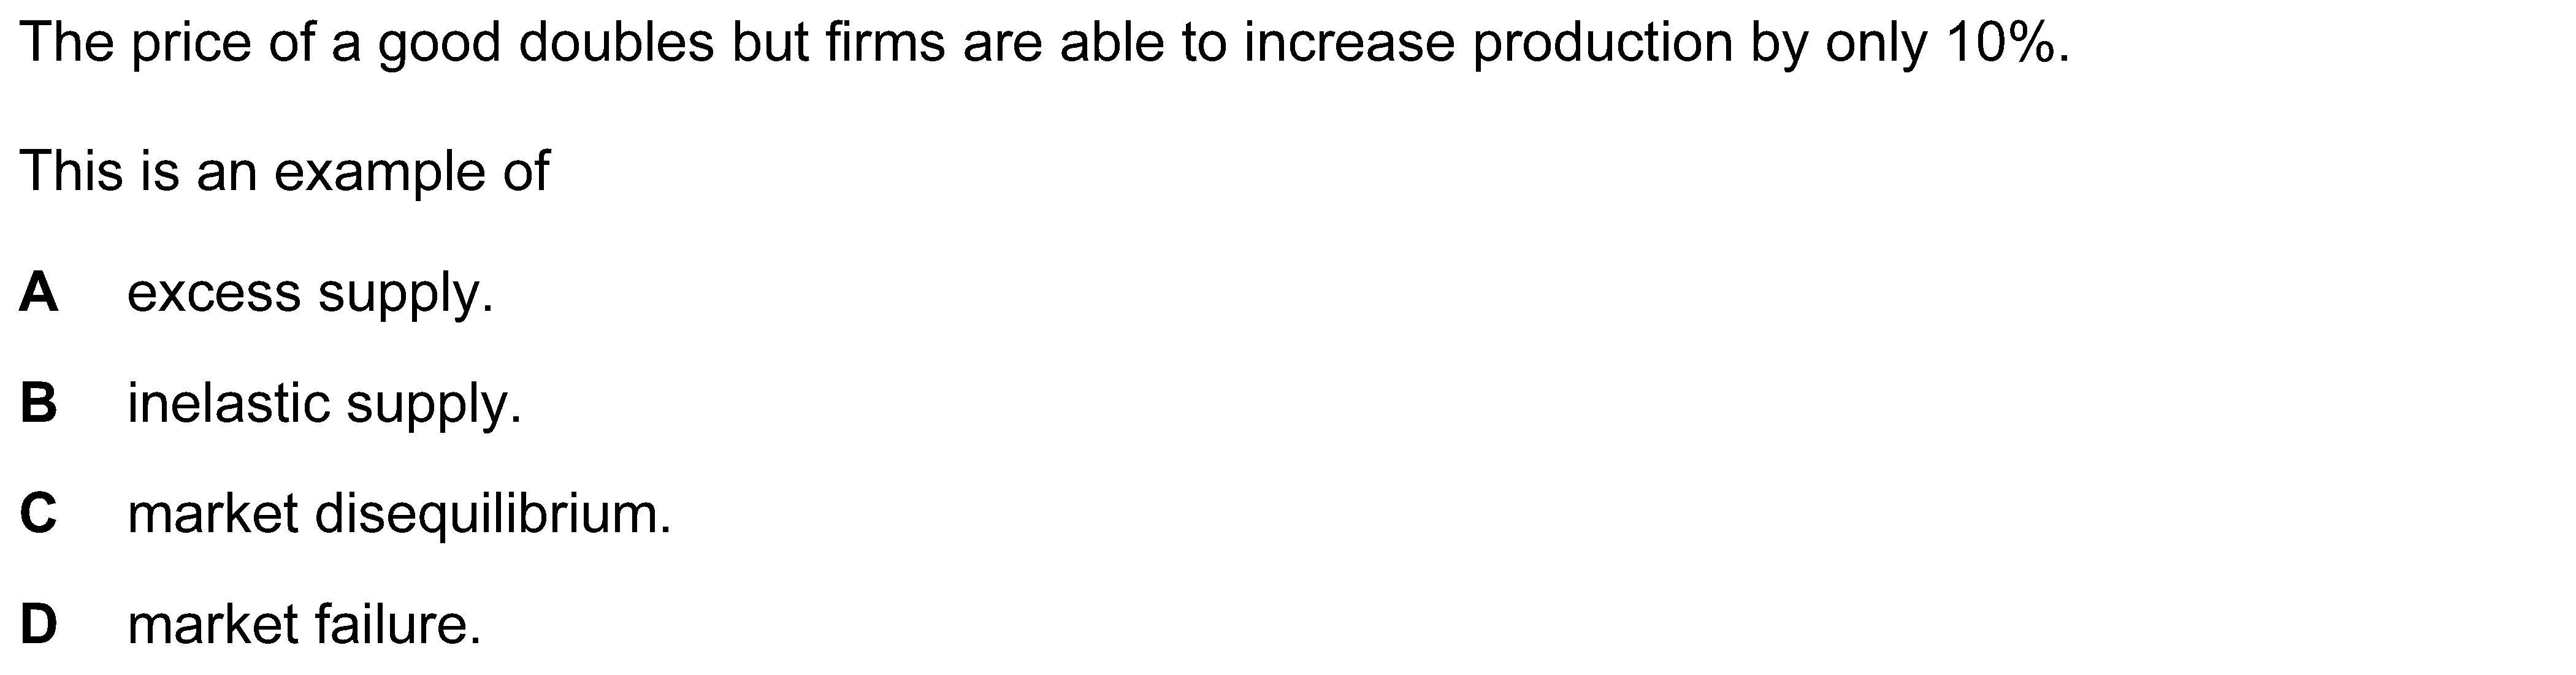 The price of a good doubles but firms are able to increase production by only 10%.
This is an example of
A excess supply.
B inelastic supply.
C market disequilibrium.
D market failure.